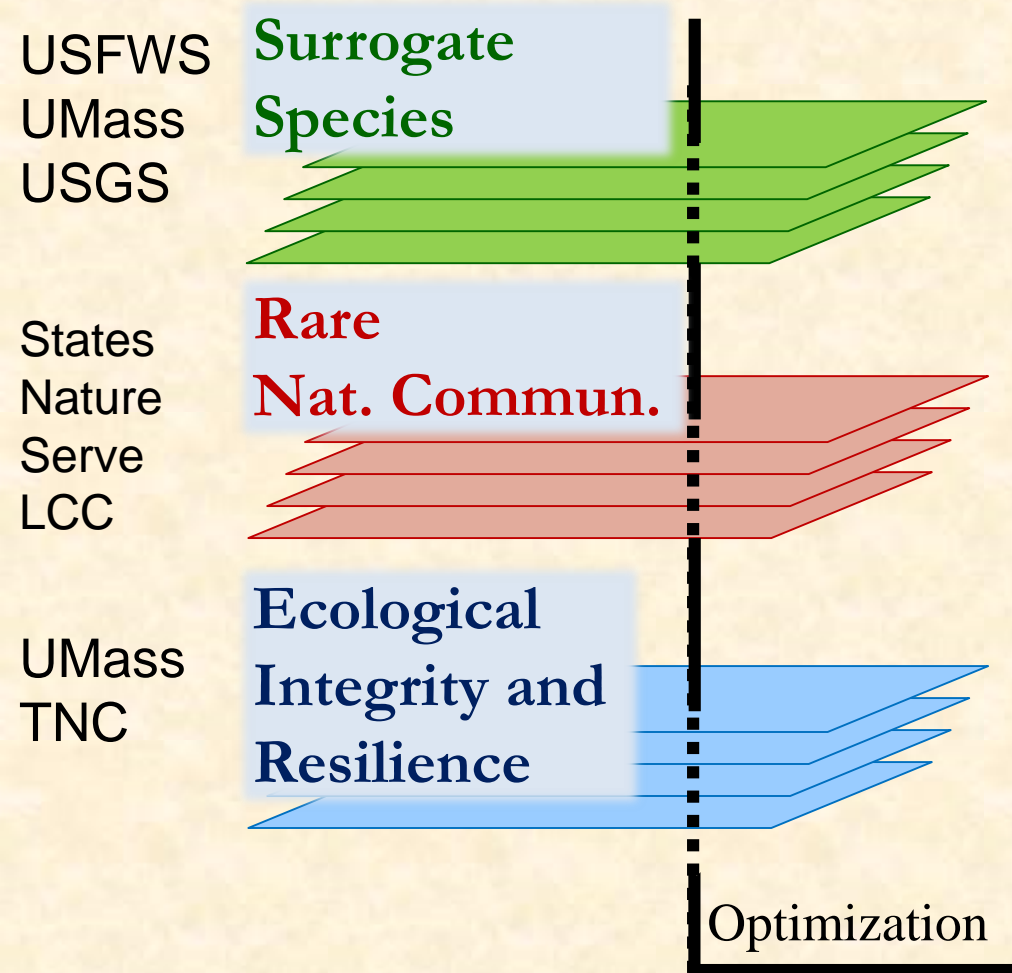 USFWS
UMass
USGS
Surrogate
Species
States
Nature
Serve
LCC
Rare
Nat. Commun.
UMass
TNC
Ecological
Integrity and
Resilience
Optimization